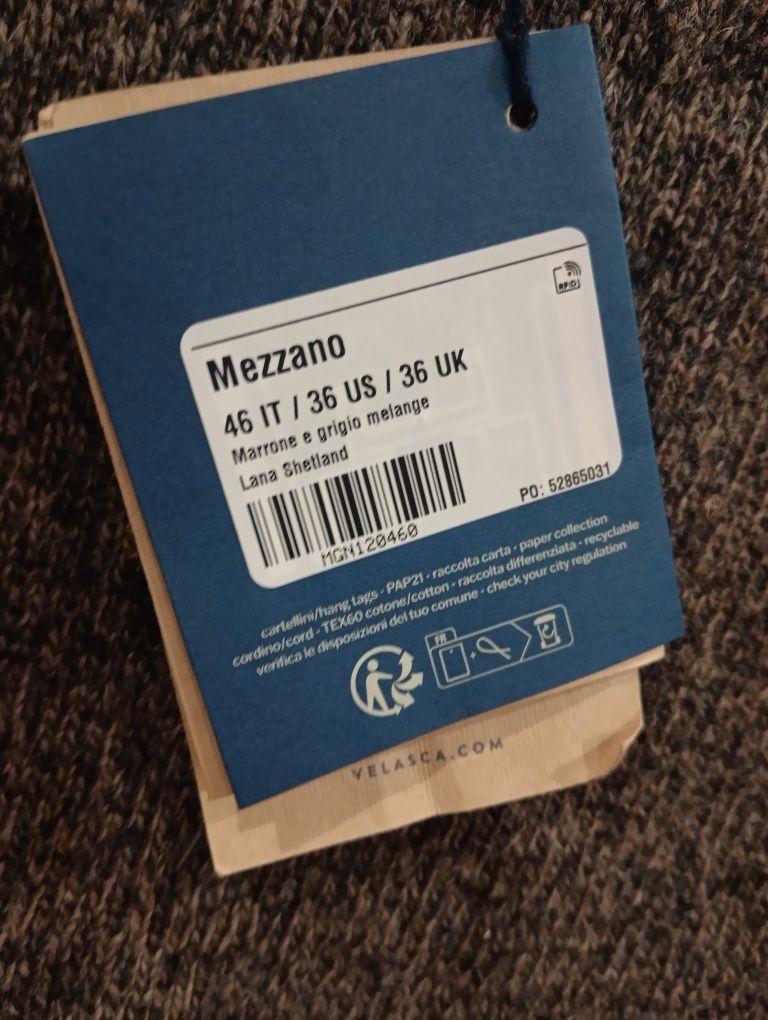 RFID
Mezzano
46 IT / 36 US / 36 UK
Marrone e grigio melange
Lana Shetland
MGN120460
PO: 52865031
cartellini/hang tags - PAP21 - raccolta carta - paper collection
cordino/cord - TEX60 cotone/cotton - raccolta differenziata - recyclable
verifica le disposizioni del tuo comune - check your city regulation
FR
VELASCA.COM